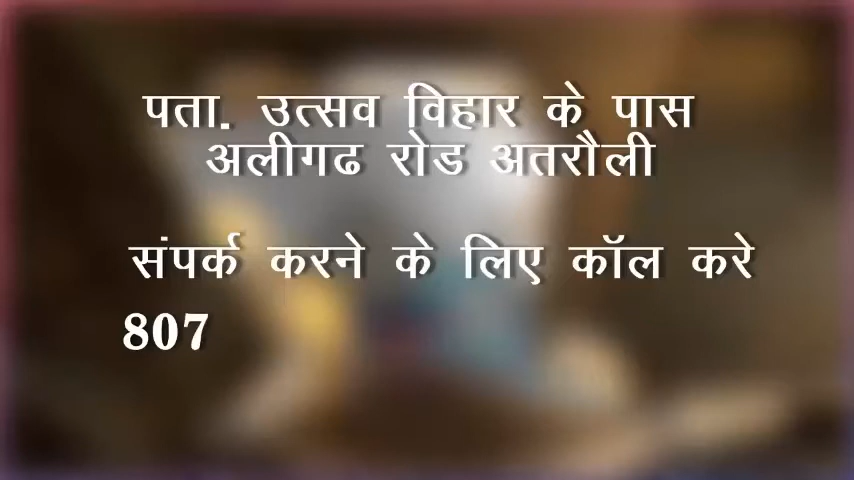 पता. उत्सव विहार के पास
अलीगढ रोड अतरौली
संपर्क करने के लिए कॉल करे
807